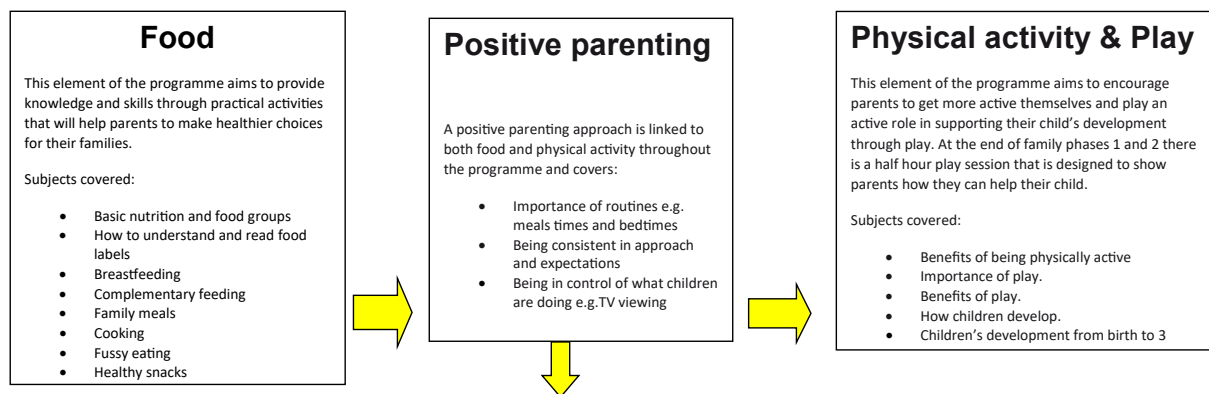 Food
This element of the programme aims to provide
knowledge and skills through practical activities
that will help parents to make healthier choices
for their families.
Subjects covered:
• Basic nutrition and food groups
• How to understand and read food
labels
• Breastfeeding
• Complementary feeding
• Family meals
• Cooking
• Fussy eating
• Healthy snacks
Positive parenting
A positive parenting approach is linked to
both food and physical activity throughout
the programme and covers:
• Importance of routines e.g.
meals times and bedtimes
• Being consistent in approach
and expectations
• Being in control of what children
are doing e.g.TV viewing
Physical activity & Play
This element of the programme aims to encourage
parents to get more active themselves and play an
active role in supporting their child's development
through play. At the end of family phases 1 and 2 there
is a half hour play session that is designed to show
parents how they can help their child.
Subjects covered:
• Benefits of being physically active
• Importance of play.
• Benefits of play.
• How children develop.
• Children's development from birth to 3